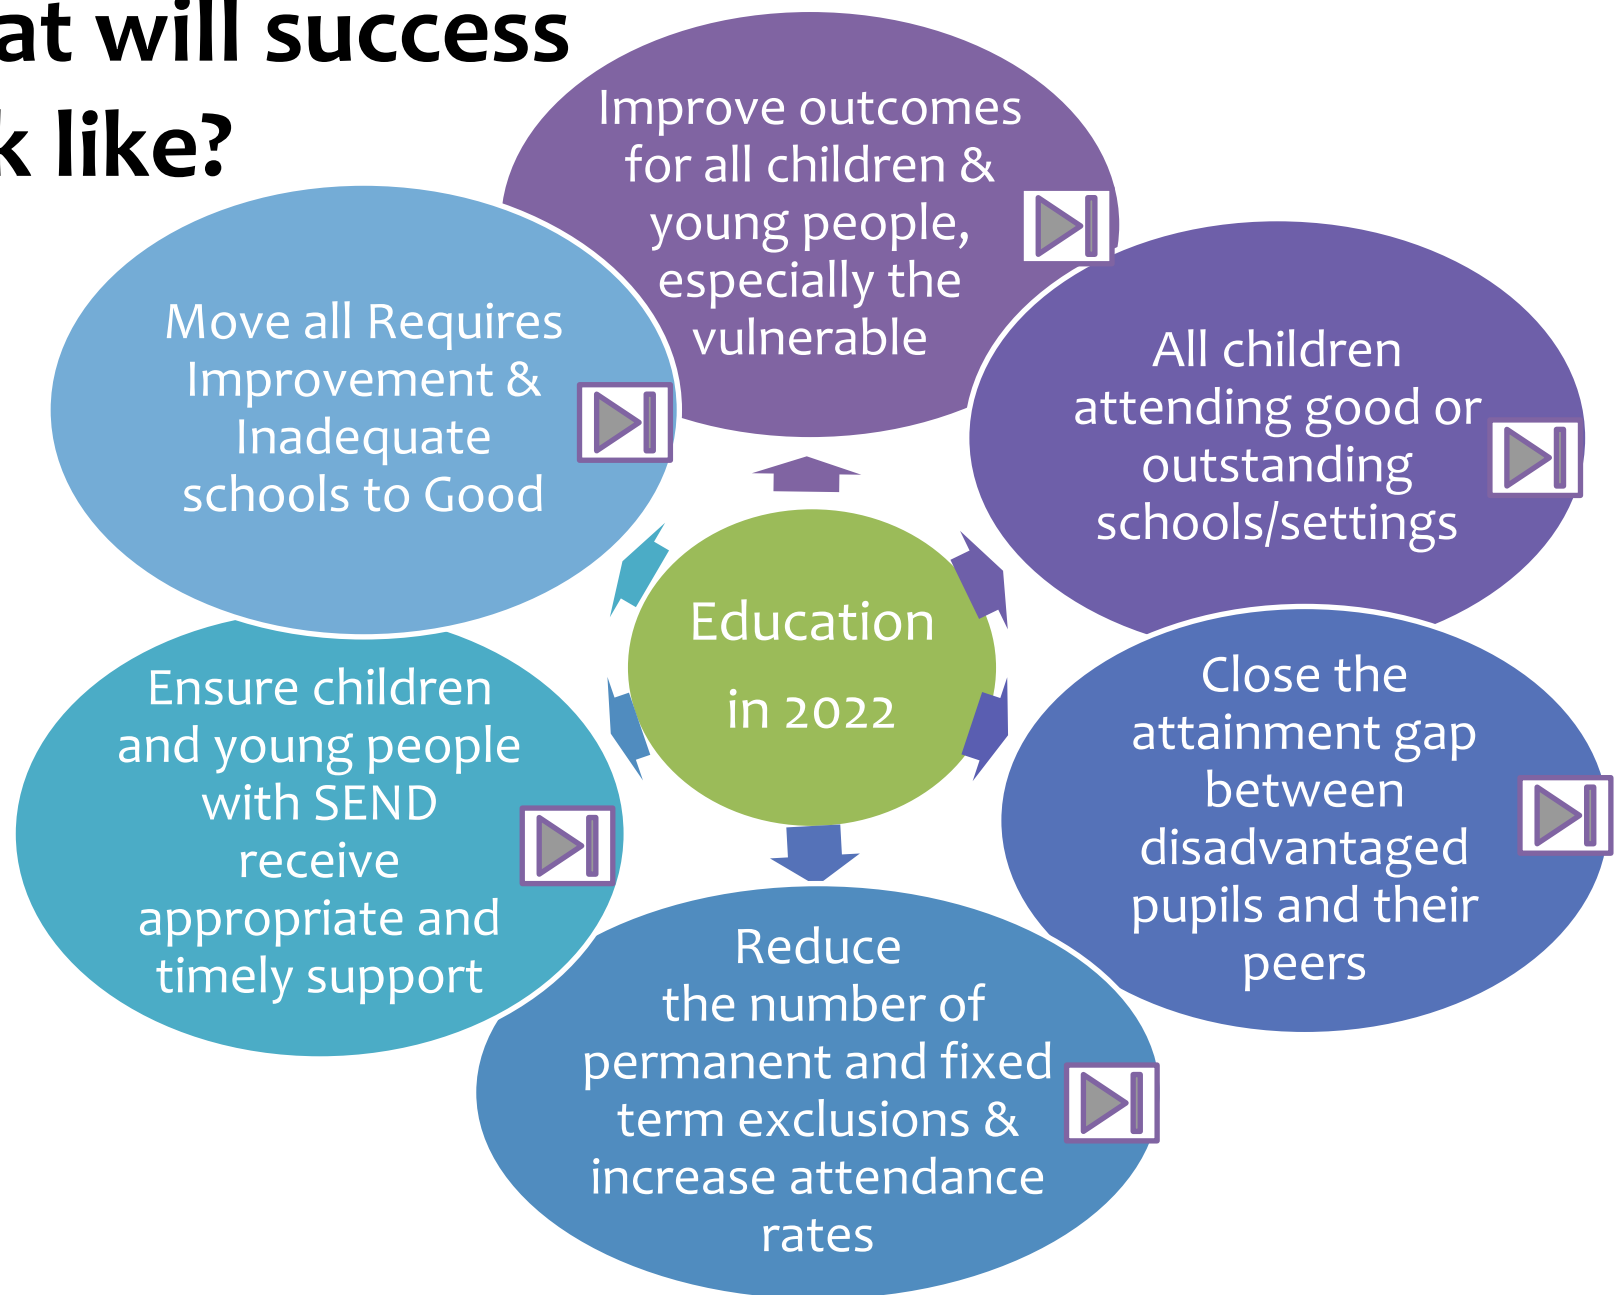 at will success
k like?
Improve outcomes
for all children &
young people,
especially the
vulnerable
All children
attending good or
outstanding
schools/settings
Close the
attainment gap
between
disadvantaged
pupils and their
peers
Reduce
the number of
permanent and fixed
term exclusions &
increase attendance
rates
Ensure children
and young people
with SEND
receive
appropriate and
timely support
Move all Requires
Improvement &
Inadequate
schools to Good
Education
in 2022